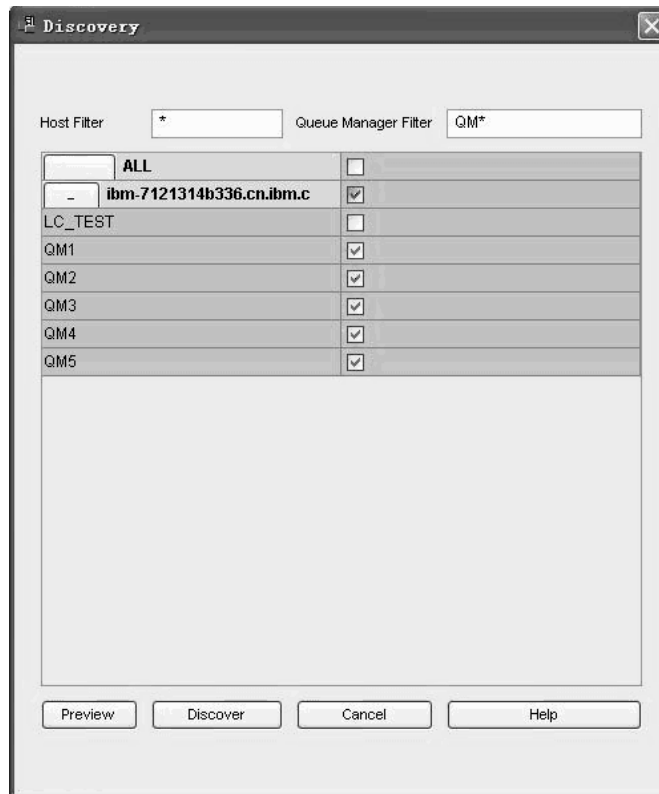 Discovery
Host Filter * Queue Manager Filter QM*
ALL
- ibm-7121314b336.cn.ibm.c
LC_TEST
QM1
QM2
QM3
QM4
QM5
Preview Discover Cancel Help